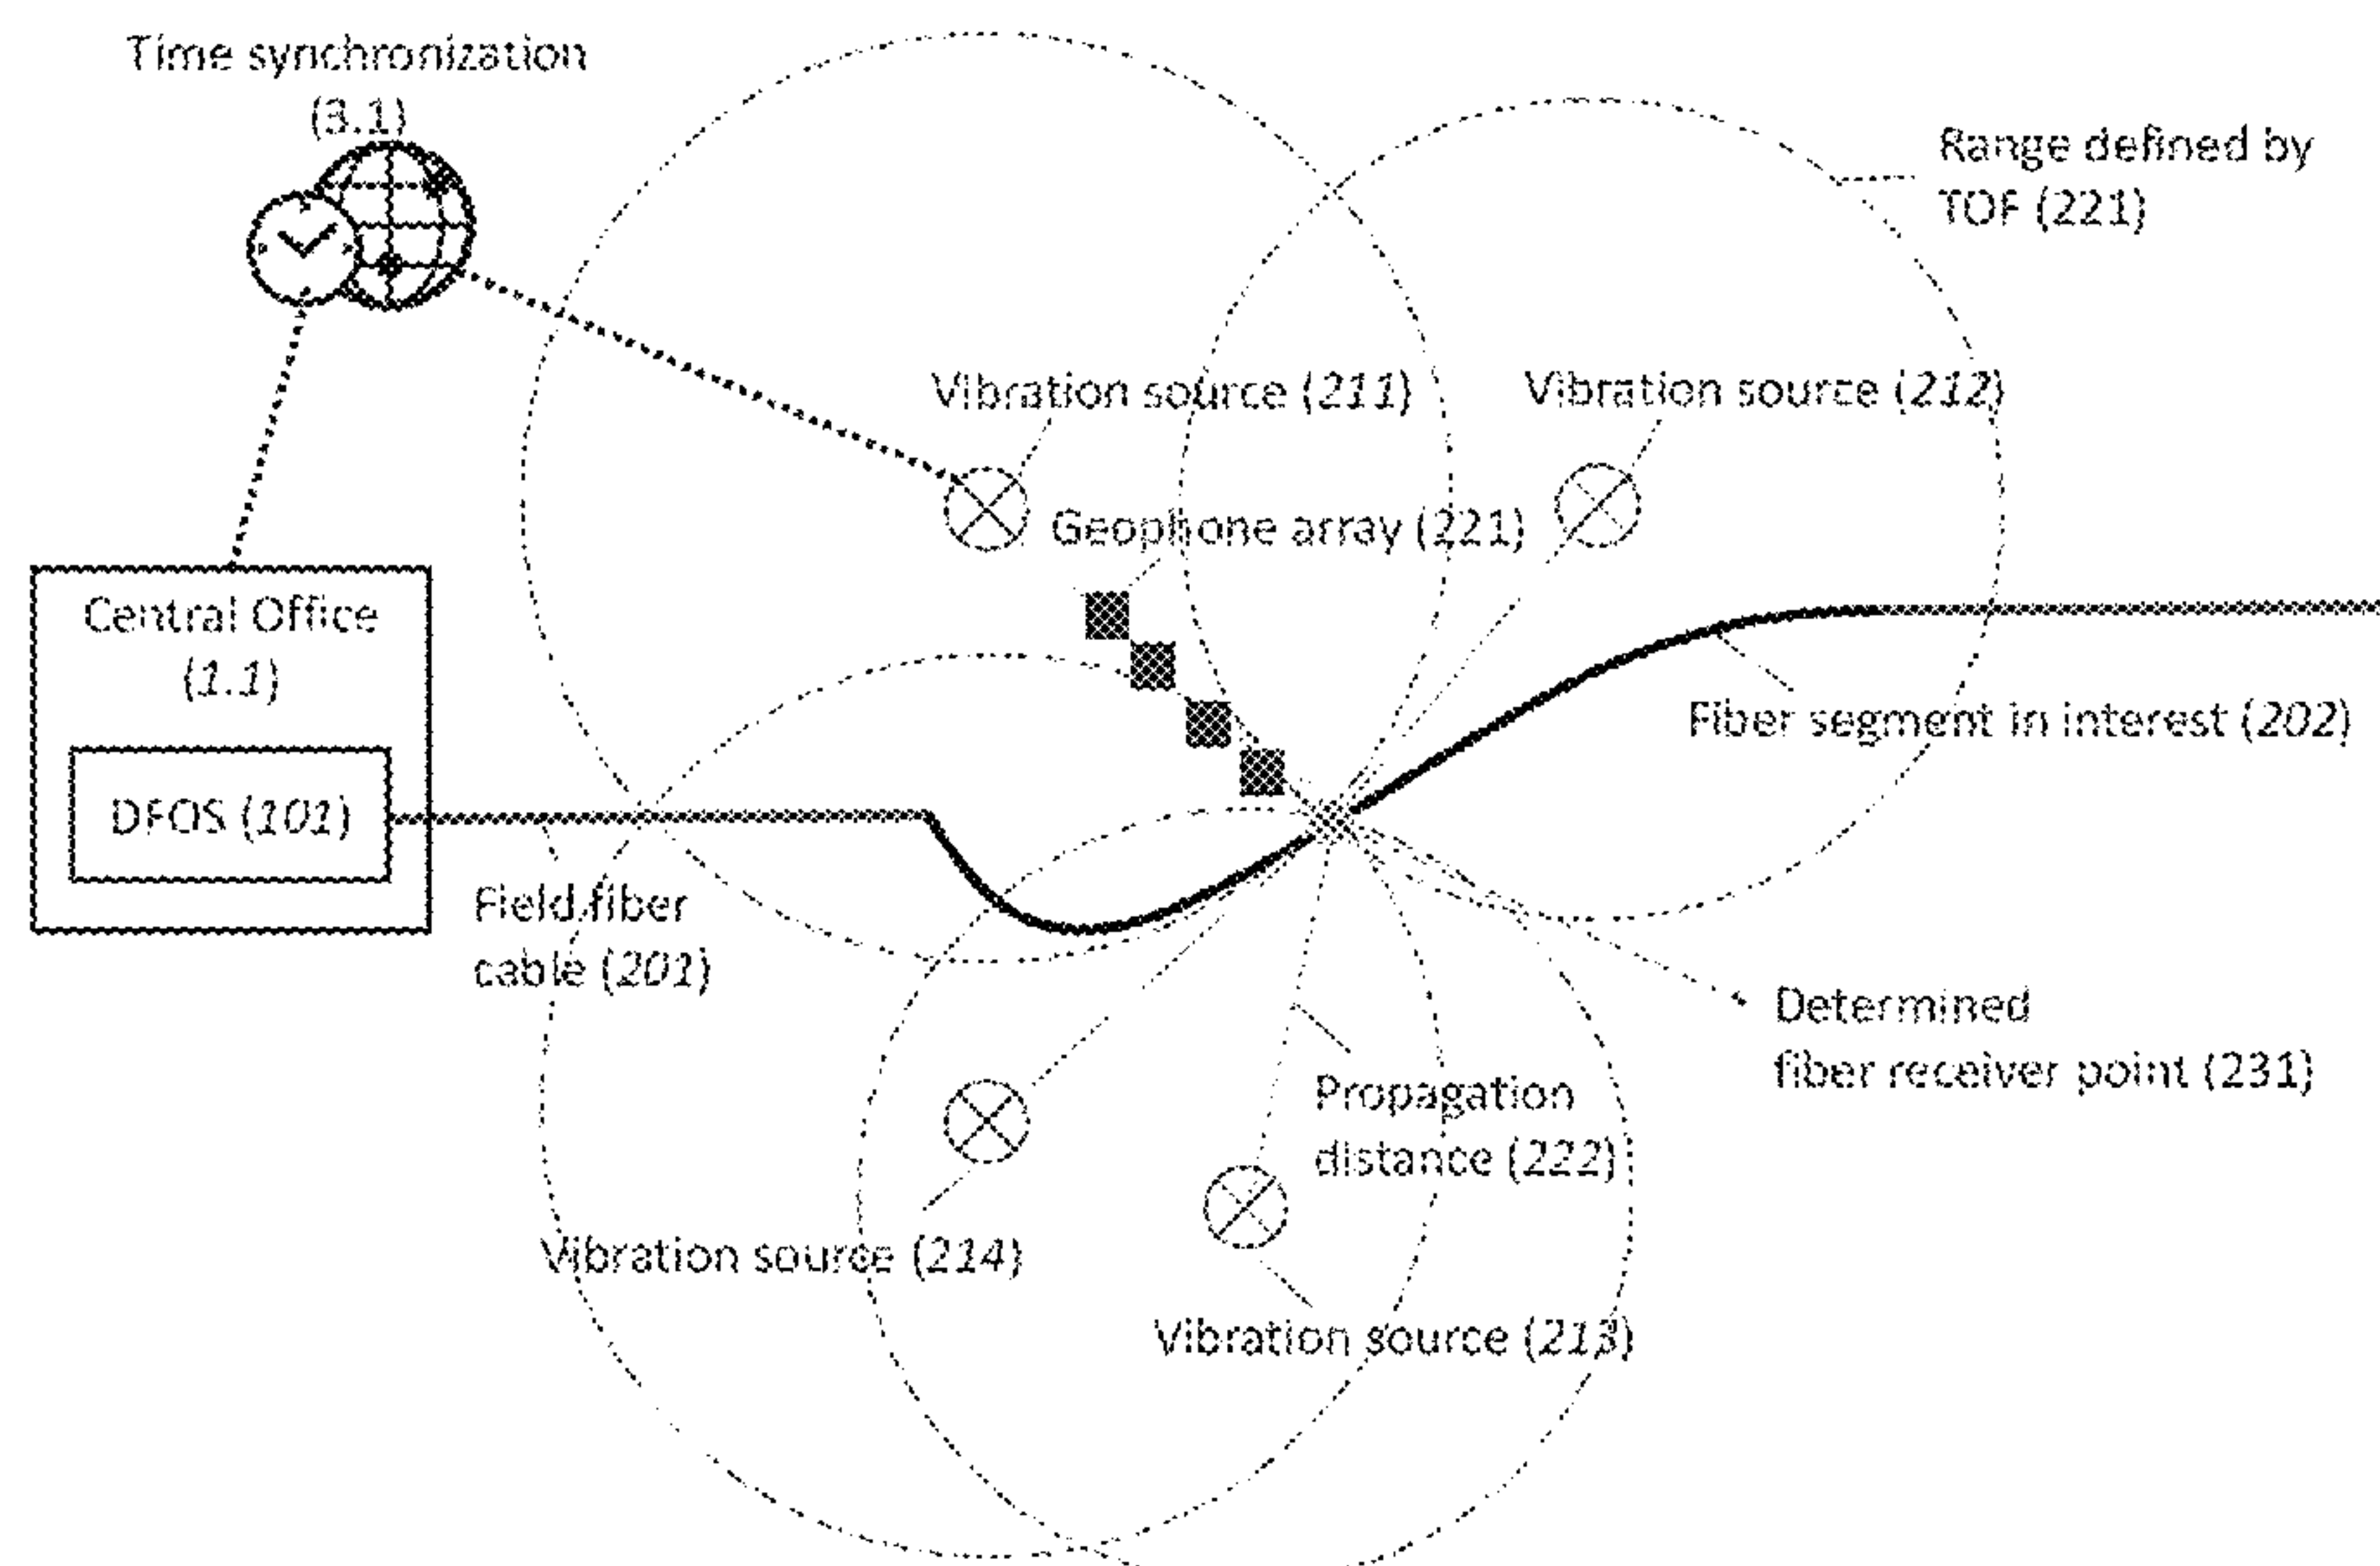 Time synchronization
(3.1)
Range defined by
TOF (221)
Vibration source (211)
Vibration source (212)
Geophone array (221)
Central Office
(1.1)
DFOS (101)
Fiber segment in interest (202)
Field fiber
cable (201)
Determined
fiber receiver point (231)
Propagation
distance (222)
Vibration source (214)
Vibration source (213)